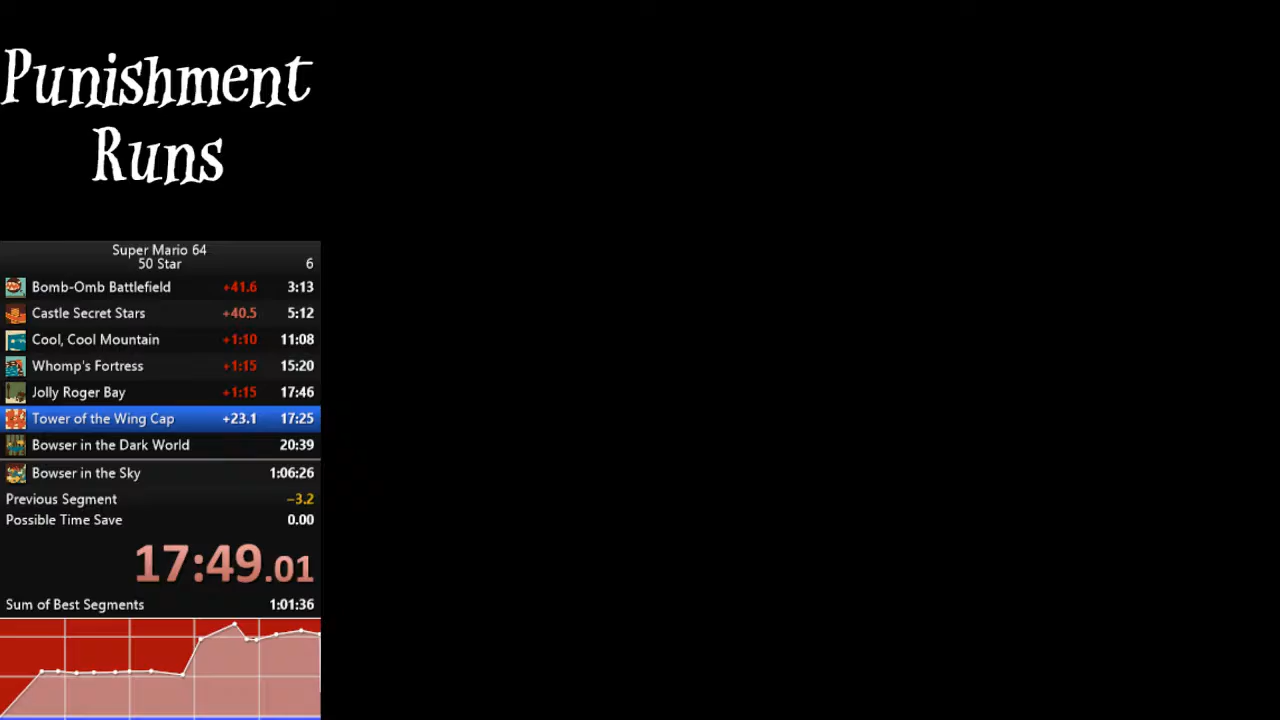 Punishment
Runs
Super Mario 64
50 Star 6
Bomb-Omb Battlefield +41.6 3:13
Castle Secret Stars +40.5 5:12
Cool, Cool Mountain +1:10 11:08
Whomp's Fortress +1:15 15:20
Jolly Roger Bay +1:15 17:46
Tower of the Wing Cap +23.1 17:25
Bowser in the Dark World 20:39
Bowser in the Sky 1:06:26
Previous Segment −3.2
Possible Time Save 0.00
17:49.01
Sum of Best Segments 1:01:36